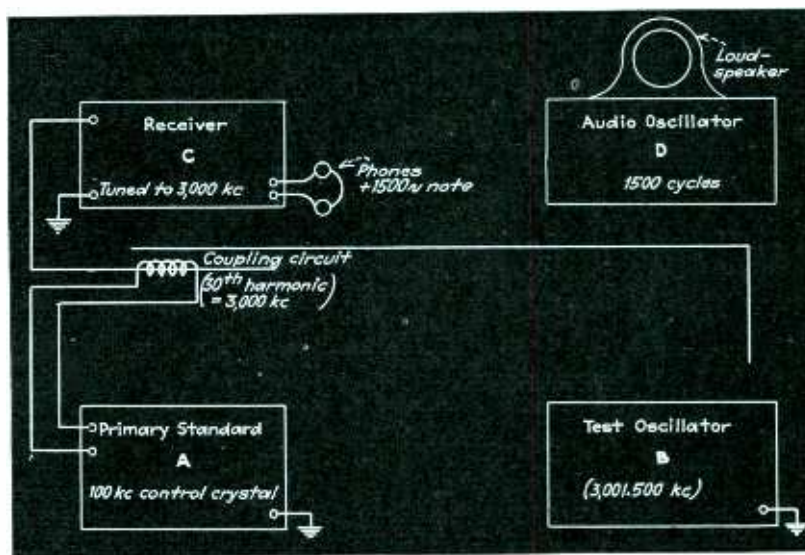 Loud-
speaker
Receiver
C
Tuned to 3,000 kc
Phones
+1500~ note
Audio Oscillator
D
1500 cycles
Coupling circuit
(30th harmonic)
= 3,000 kc
Primary Standard
A
100 kc control crystal
Test Oscillator
B
(3,001.500 kc)